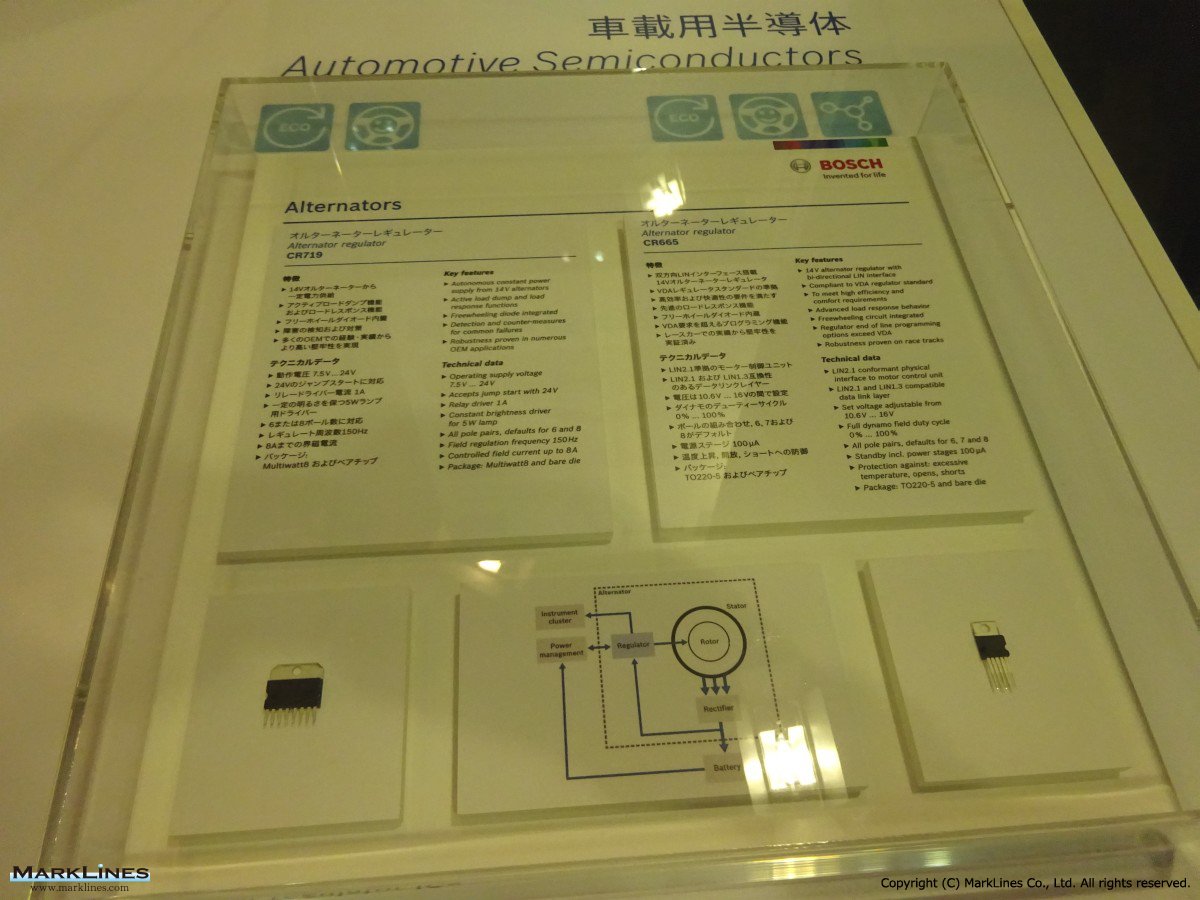 車載用半導体
Automotive Semiconductors
ECO
ECO
BOSCH
Invented for life
Alternators
オルターネーターレギュレーター
Alternator regulator
CR719
特徴
▶ 14Vオルターネーターから
一定電力供給
▶ アクティブロードダンプ機能
およびロードレスポンス機能
▶ フリーホイールダイオード内蔵
▶ 障害の検知および対策
▶ 多くのOEMでの経験・実績から
より高い堅牢性を実現
テクニカルデータ
▶ 動作電圧 7.5V... 24V
▶ 24Vのジャンプスタートに対応
▶ リレードライバー電流 1A
▶ 一定の明るさを保つ5Wランプ
用ドライバー
▶ 6または8ポール数に対応
▶ レギュレート周波数150Hz
▶ 8Aまでの界磁電流
▶ パッケージ:
Multiwatt8 およびベアチップ
Key features
▶ Autonomous constant power
supply from 14V alternators
▶ Active load dump and load
response functions
▶ Freewheeling diode integrated
▶ Detection and counter-measures
for common failures
▶ Robustness proven in numerous
OEM applications
Technical data
▶ Operating supply voltage
7.5V ... 24V
▶ Accepts jump start with 24V
▶ Relay driver 1A
▶ Constant brightness driver
for 5W lamp
▶ All pole pairs, defaults for 6 and 8
▶ Field regulation frequency 150Hz
▶ Controlled field current up to 8A
▶ Package: Multiwatt8 and bare die
オルターネーターレギュレーター
Alternator regulator
CR665
特徴
▶ 双方向LINインターフェース搭載
14Vオルターネーターレギュレータ
▶ VDAレギュレータスタンダードの準拠
▶ 高効率および快適性の要件を満たす
▶ 先進のロードレスポンス機能
▶ フリーホイールダイオード内蔵
▶ VDA要求を超えるプログラミング機能
▶ レースカーでの実績から堅牢性を
実証済み
テクニカルデータ
▶ LIN2.1準拠のモーター制御ユニット
▶ LIN2.1 および LIN1.3互換性
のあるデータリンクレイヤー
▶ 電圧は10.6V... 16Vの間で設定
▶ ダイナモのデューティーサイクル
0% ... 100%
▶ ポールの組み合わせ, 6, 7および
8がデフォルト
▶ 電源ステージ 100μA
▶ 温度上昇, 開放, ショートへの防御
▶ パッケージ:
TO220-5 およびベアチップ
Key features
▶ 14V alternator regulator with
bi-directional LIN interface
▶ Compliant to VDA regulator standard
▶ To meet high efficiency and
comfort requirements
▶ Advanced load response behavior
▶ Freewheeling circuit integrated
▶ Regulator end of line programming
options exceed VDA
▶ Robustness proven on race tracks
Technical data
▶ LIN2.1 conformant physical
interface to motor control unit
▶ LIN2.1 and LIN1.3 compatible
data link layer
▶ Set voltage adjustable from
10.6V ... 16V
▶ Full dynamo field duty cycle
0% ... 100%
▶ All pole pairs, defaults for 6, 7 and 8
▶ Standby incl. power stages 100μA
▶ Protection against: excessive
temperature, opens, shorts
▶ Package: TO220-5 and bare die
Alternator
Instrument
cluster
Power
management
Regulator
Stator
Rotor
Rectifier
Battery
MARKLINES
www.marklines.com
Copyright (C) MarkLines Co., Ltd. All rights reserved.